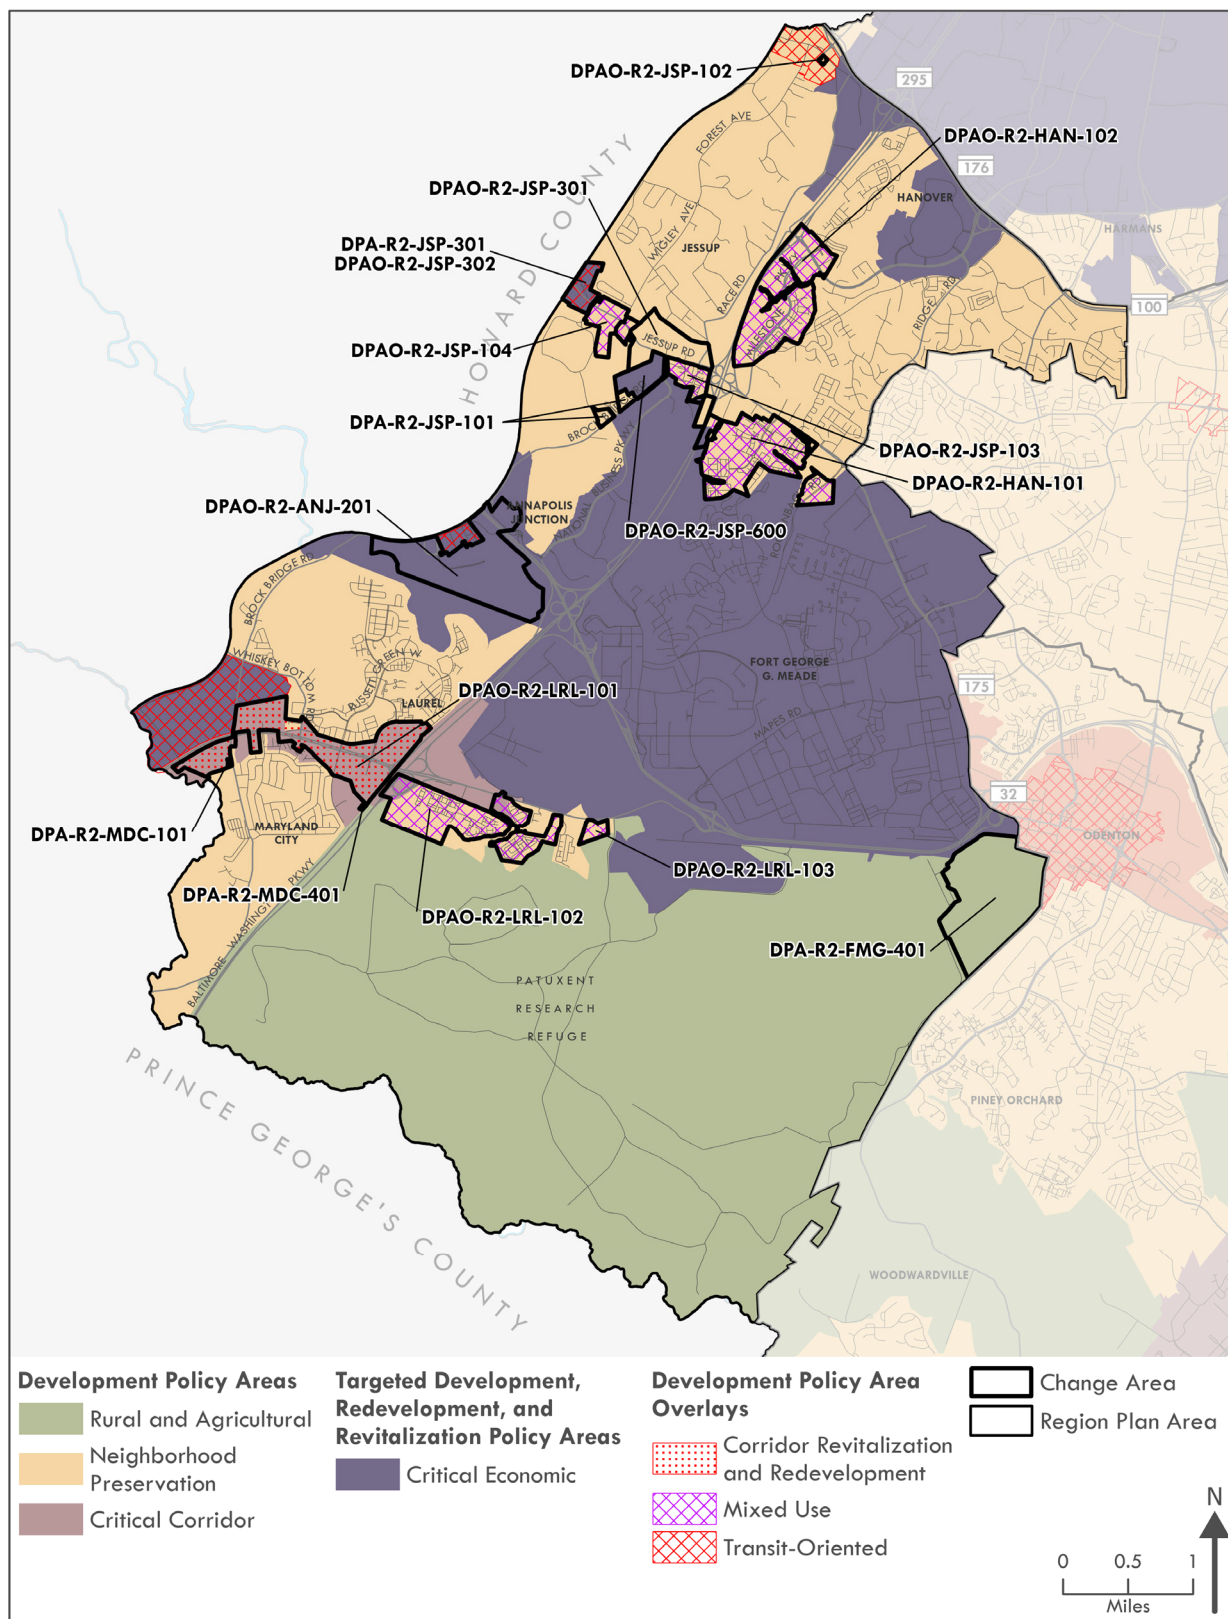 DPAO-R2-JSP-102
295
FOREST AVE
DPAO-R2-HAN-102
176
DPAO-R2-JSP-301
HANOVER
HOWARD COUNTY
WIGLEY AVE
HARMANS
DPA-R2-JSP-301
DPAO-R2-JSP-302
JESSUP
RACE RD
PKWY
MILESTONE
RIDGE RD
100
DPAO-R2-JSP-104
JESSUP RD
DPA-R2-JSP-101
DPAO-R2-JSP-103
DPAO-R2-HAN-101
DPAO-R2-ANJ-201
ANNAPOLIS
JUNCTION
NATIONAL BUSINESS PKWY
DPAO-R2-JSP-600
BROCK BRIDGE RD
WHISKEY BOTTOM RD
RUSSETT GREEN W
FORT GEORGE
G. MEADE
175
DPAO-R2-LRL-101
LAUREL
MAPES RD
32
DPA-R2-MDC-101
MARYLAND
CITY
ODENTON
DPAO-R2-LRL-103
DPA-R2-MDC-401
DPAO-R2-LRL-102
BALTIMORE WASHINGTON PKWY
DPA-R2-FMG-401
PATUXENT
RESEARCH
REFUGE
PRINCE GEORGE'S COUNTY
PINEY ORCHARD
WOODWARDVILLE
Development Policy Areas
Rural and Agricultural
Neighborhood
Preservation
Critical Corridor
Targeted Development,
Redevelopment, and
Revitalization Policy Areas
Critical Economic
Development Policy Area
Overlays
Corridor Revitalization
and Redevelopment
Mixed Use
Transit-Oriented
Change Area
Region Plan Area
N
0 0.5 1
Miles